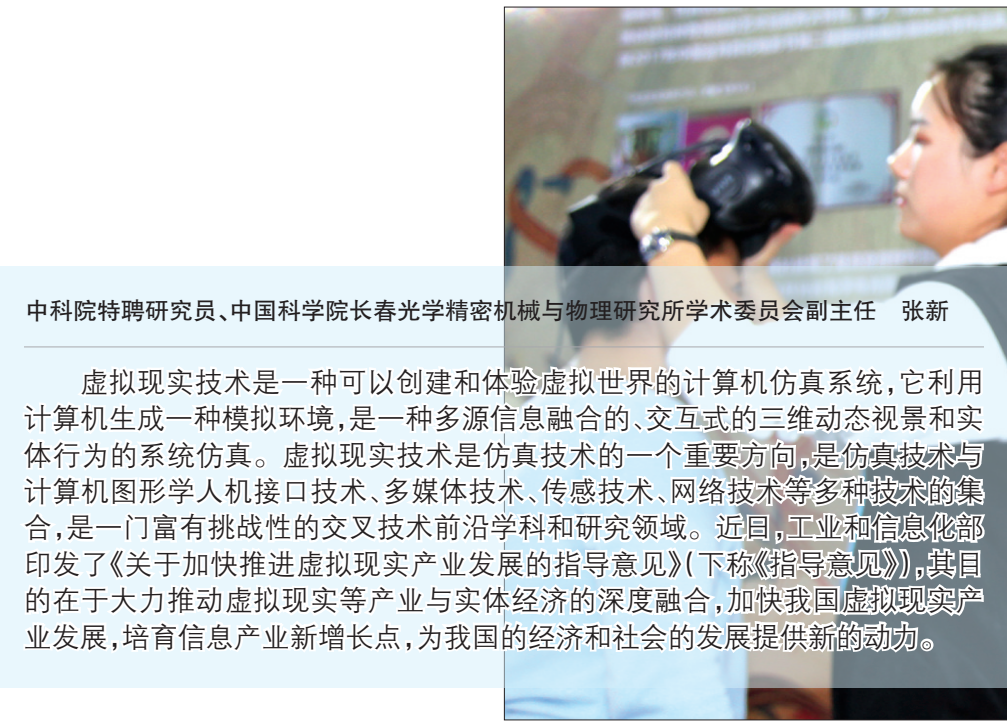 中科院特聘研究员、中国科学院长春光学精密机械与物理研究所学术委员会副主任　张新
虚拟现实技术是一种可以创建和体验虚拟世界的计算机仿真系统,它利用
计算机生成一种模拟环境,是一种多源信息融合的、交互式的三维动态视景和实
体行为的系统仿真。虚拟现实技术是仿真技术的一个重要方向,是仿真技术与
计算机图形学人机接口技术、多媒体技术、传感技术、网络技术等多种技术的集
合,是一门富有挑战性的交叉技术前沿学科和研究领域。近日,工业和信息化部
印发了《关于加快推进虚拟现实产业发展的指导意见》(下称《指导意见》),其目
的在于大力推动虚拟现实等产业与实体经济的深度融合,加快我国虚拟现实产
业发展,培育信息产业新增长点,为我国的经济和社会的发展提供新的动力。